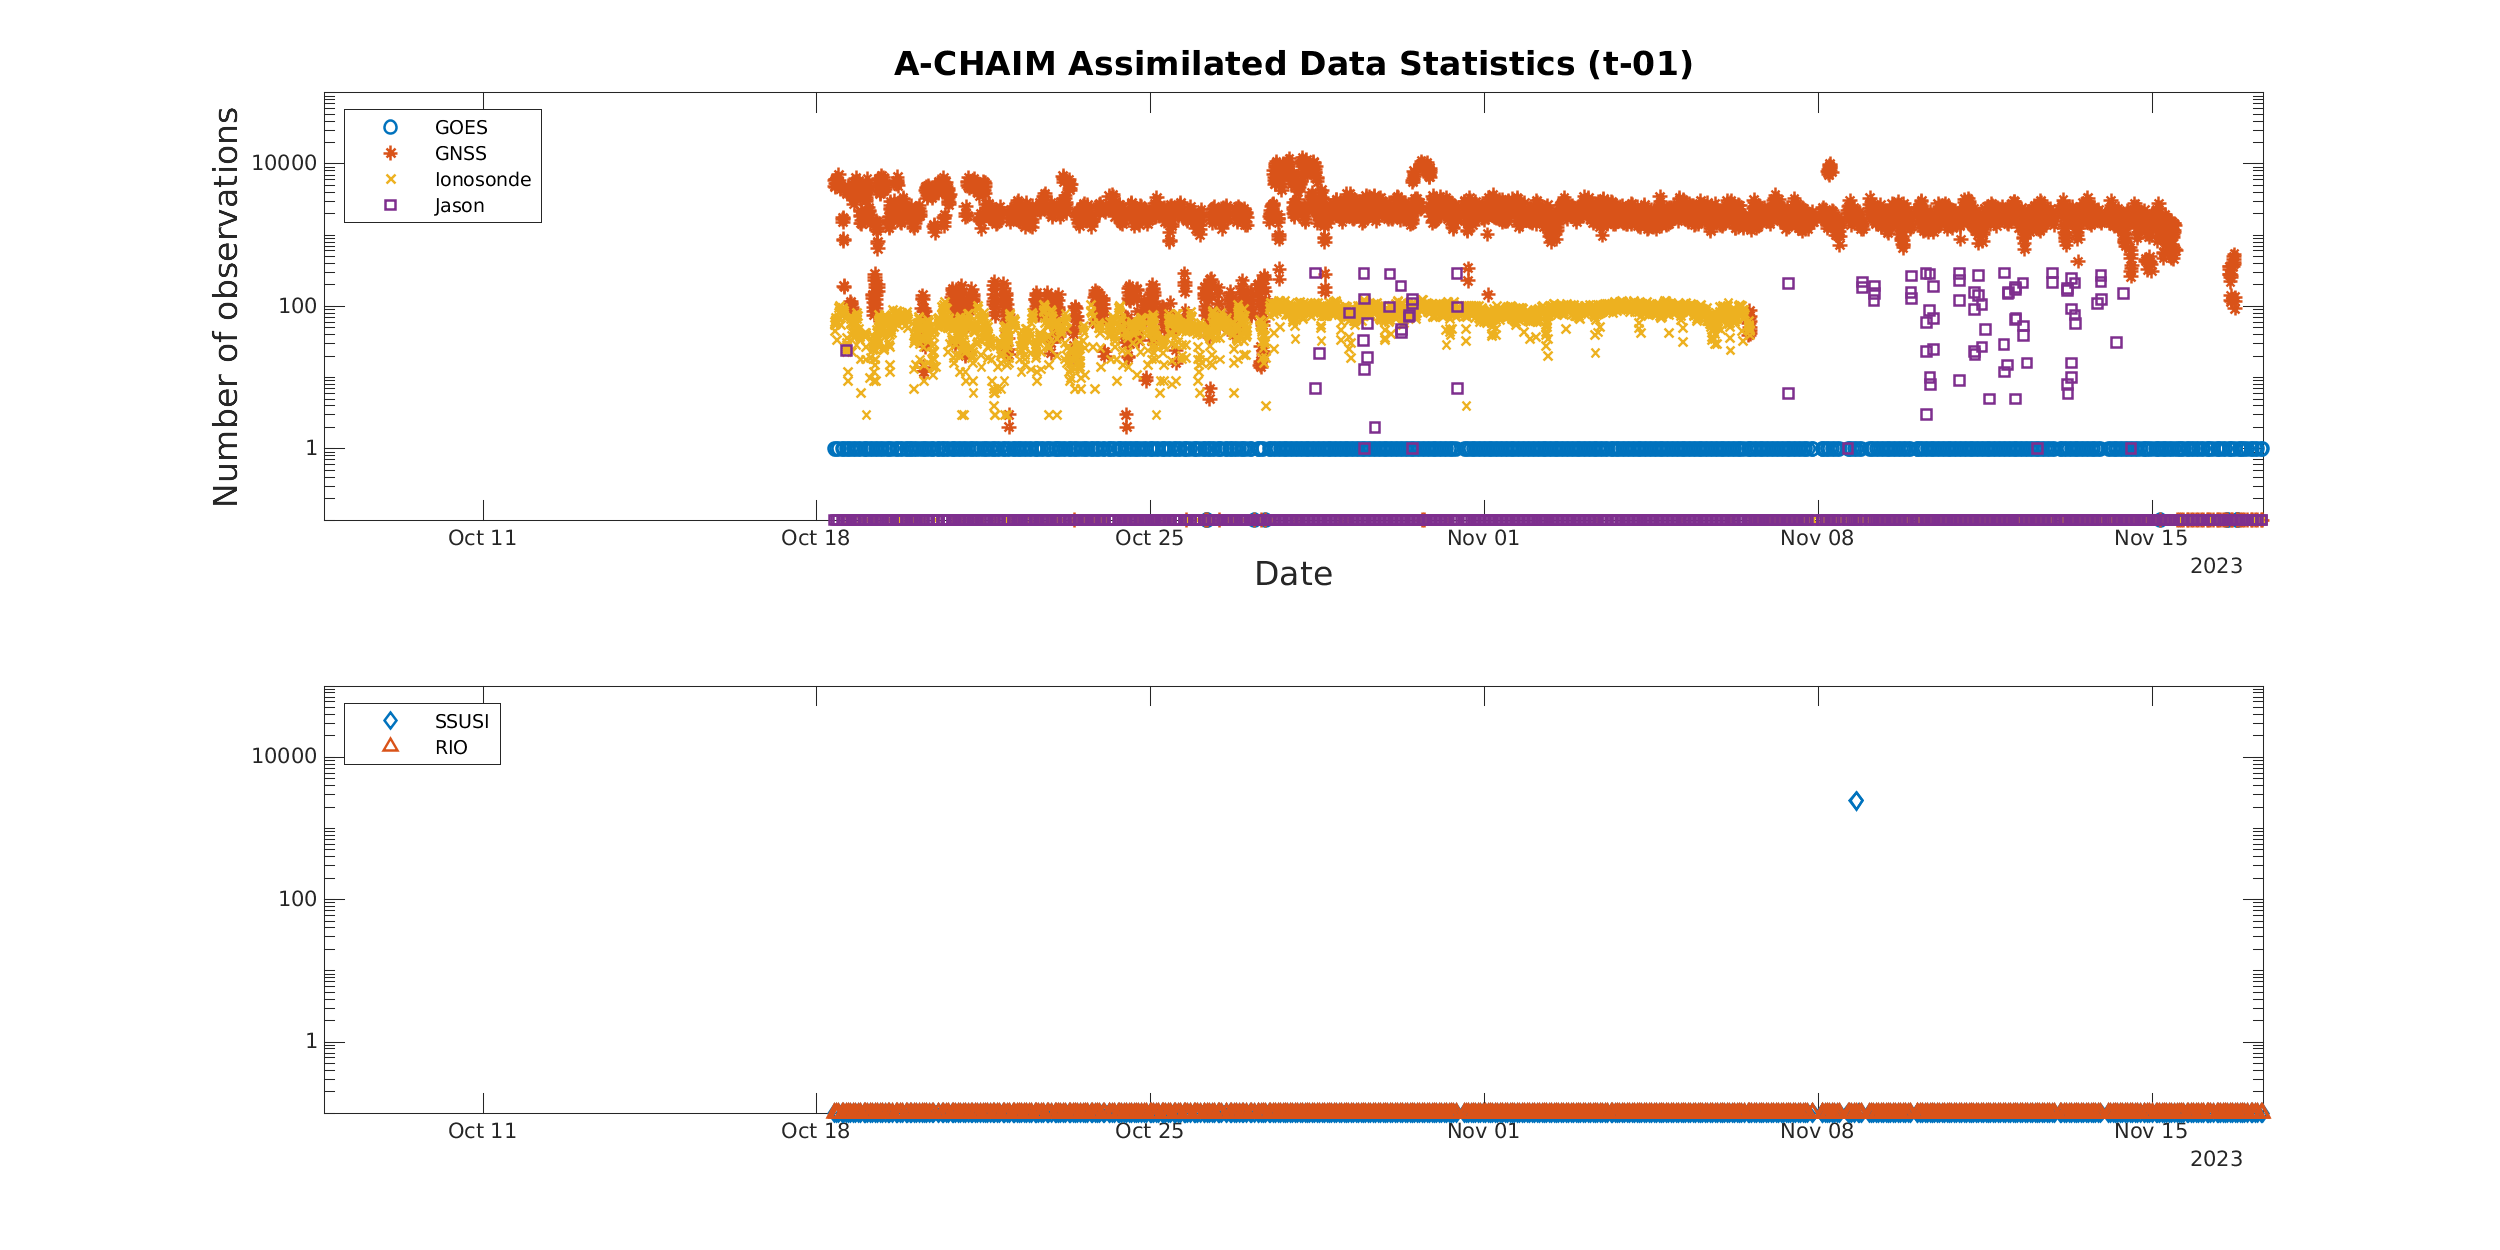 A-CHAIM Assimilated Data Statistics (t-01)
Number of observations
10000
100
1
GOES
GNSS
Ionosonde
Jason
Oct 11 Oct 18 Oct 25 Nov 01 Nov 08 Nov 15
2023
Date
10000
100
1
SSUSI
RIO
Oct 11 Oct 18 Oct 25 Nov 01 Nov 08 Nov 15
2023